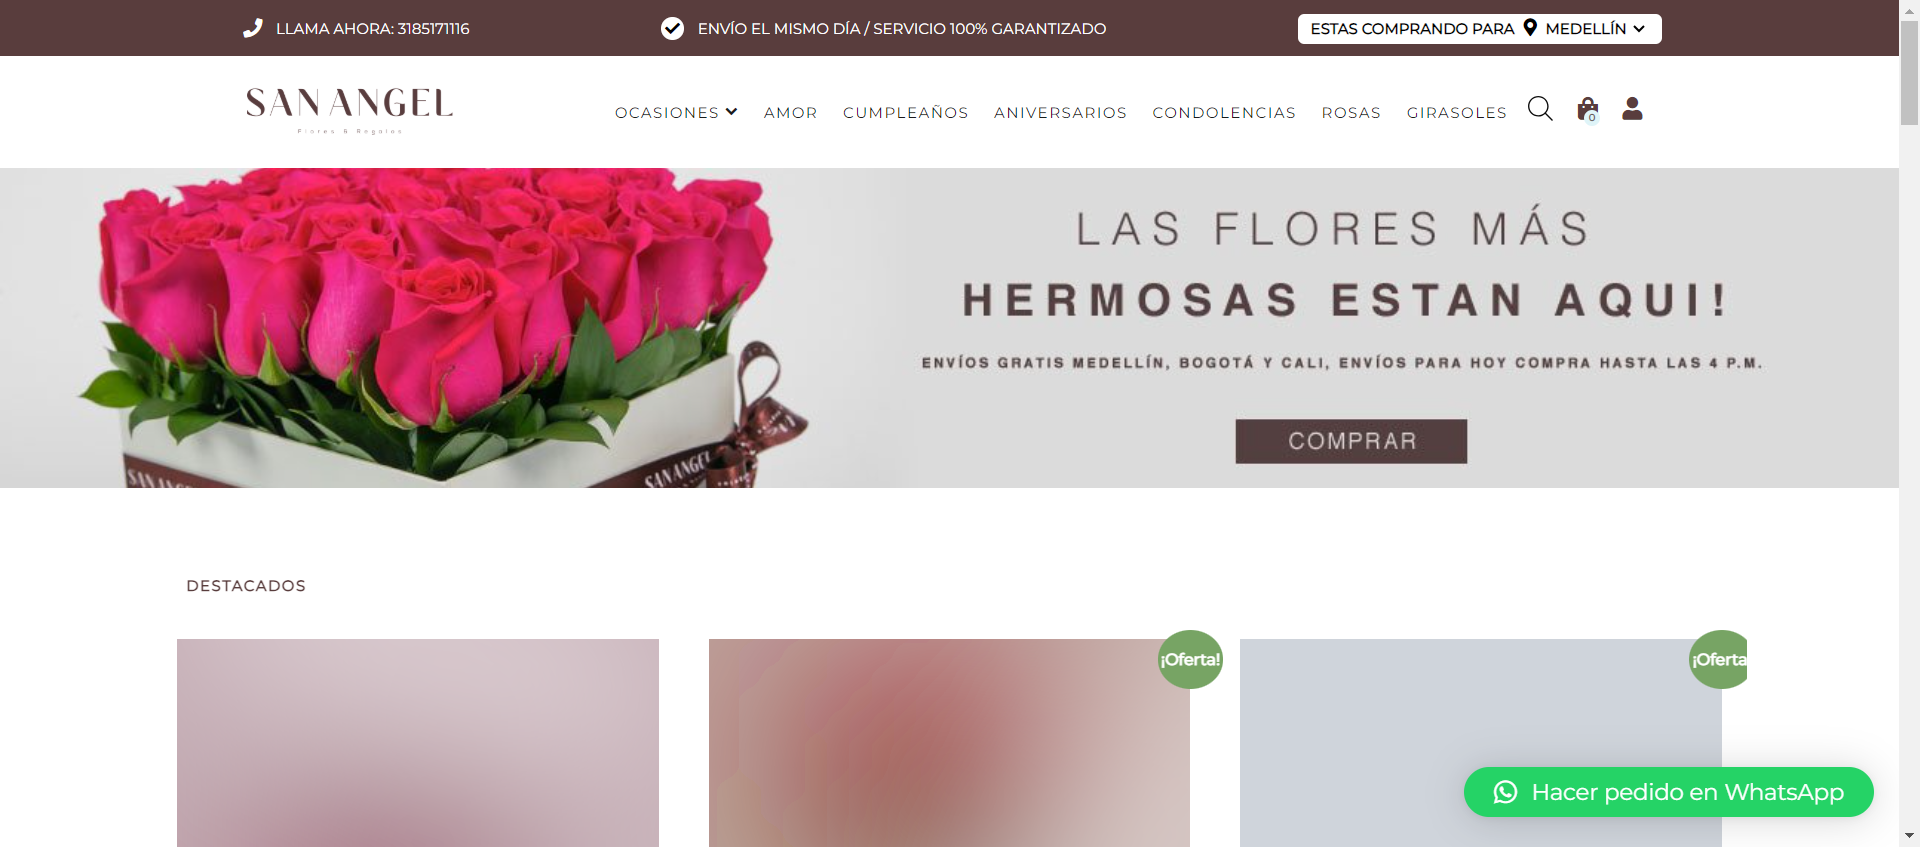 LLAMA AHORA: 3185171116
ENVÍO EL MISMO DÍA / SERVICIO 100% GARANTIZADO
ESTAS COMPRANDO PARA MEDELLÍN
SAN ANGEL
Flores & Regalos
OCASIONES AMOR CUMPLEAÑOS ANIVERSARIOS CONDOLENCIAS ROSAS GIRASOLES
0
LAS FLORES MÁS
HERMOSAS ESTAN AQUI!
ENVÍOS GRATIS MEDELLÍN, BOGOTÁ Y CALI, ENVÍOS PARA HOY COMPRA HASTA LAS 4 P.M.
COMPRAR
SAN ANGEL
SAN ANGEL
DESTACADOS
¡Oferta!
¡Oferta
Hacer pedido en WhatsApp